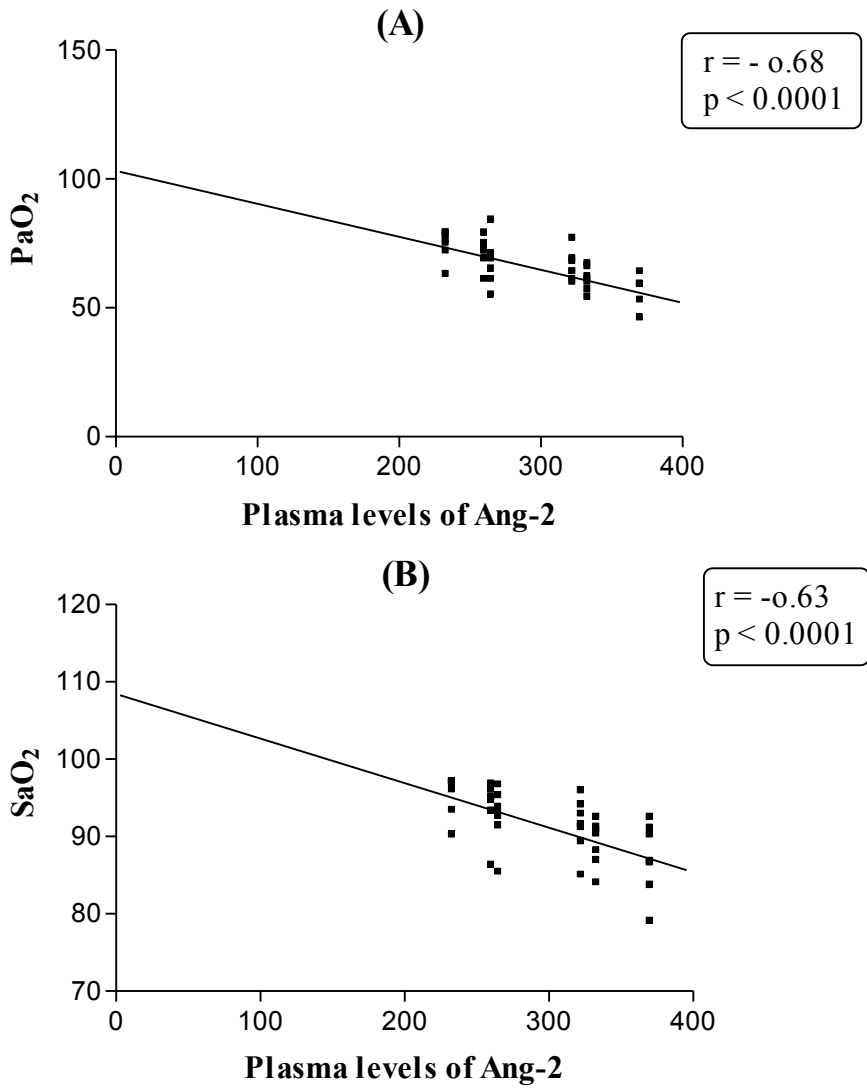 (A)
r = - o.68
p < 0.0001
150
100
50
0
PaO2
0 100 200 300 400
Plasma levels of Ang-2
(B)
r = -o.63
p < 0.0001
120
110
100
90
80
70
SaO2
0 100 200 300 400
Plasma levels of Ang-2